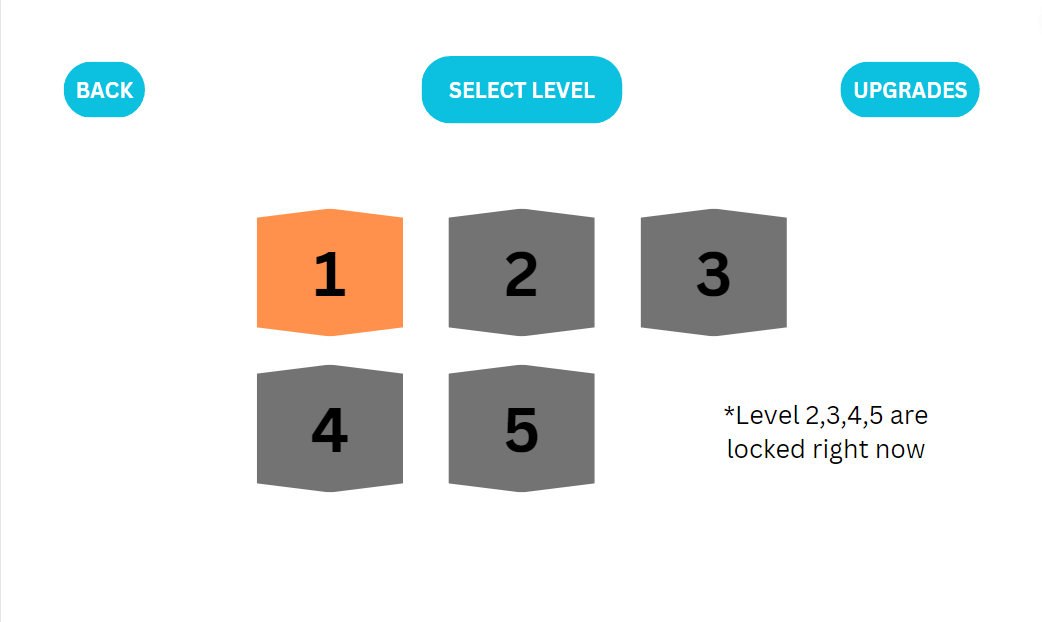 BACK
SELECT LEVEL
UPGRADES
1
2
3
4
5
*Level 2,3,4,5 are
locked right now